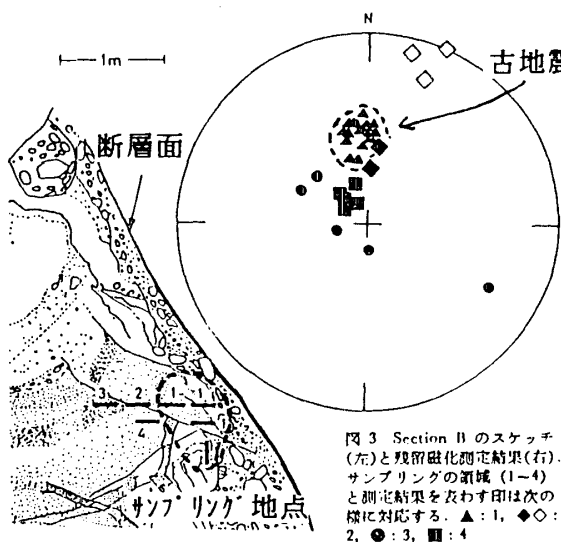 1m
断層面
N
古地震
3 2 1 1
4
サンプリング地点
図3 Section B のスケッチ
(左)と残留磁化測定結果(右).
サンプリングの領域 (1~4)
と測定結果を表わす印は次の
様に対応する. ▲:1, ◆◇:
2, ●:3, ■:4